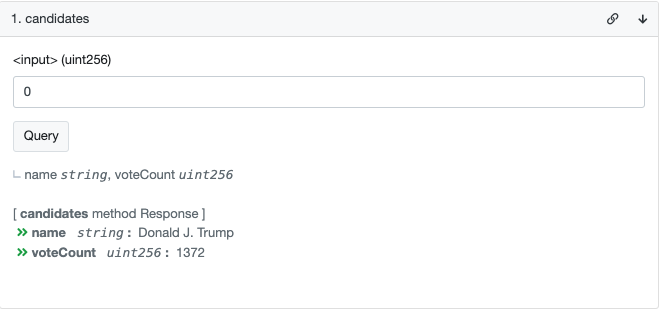 1. candidates
<input> (uint256)
0
Query
name string, voteCount uint256
[ candidates method Response ]
name string : Donald J. Trump
voteCount uint256 : 1372